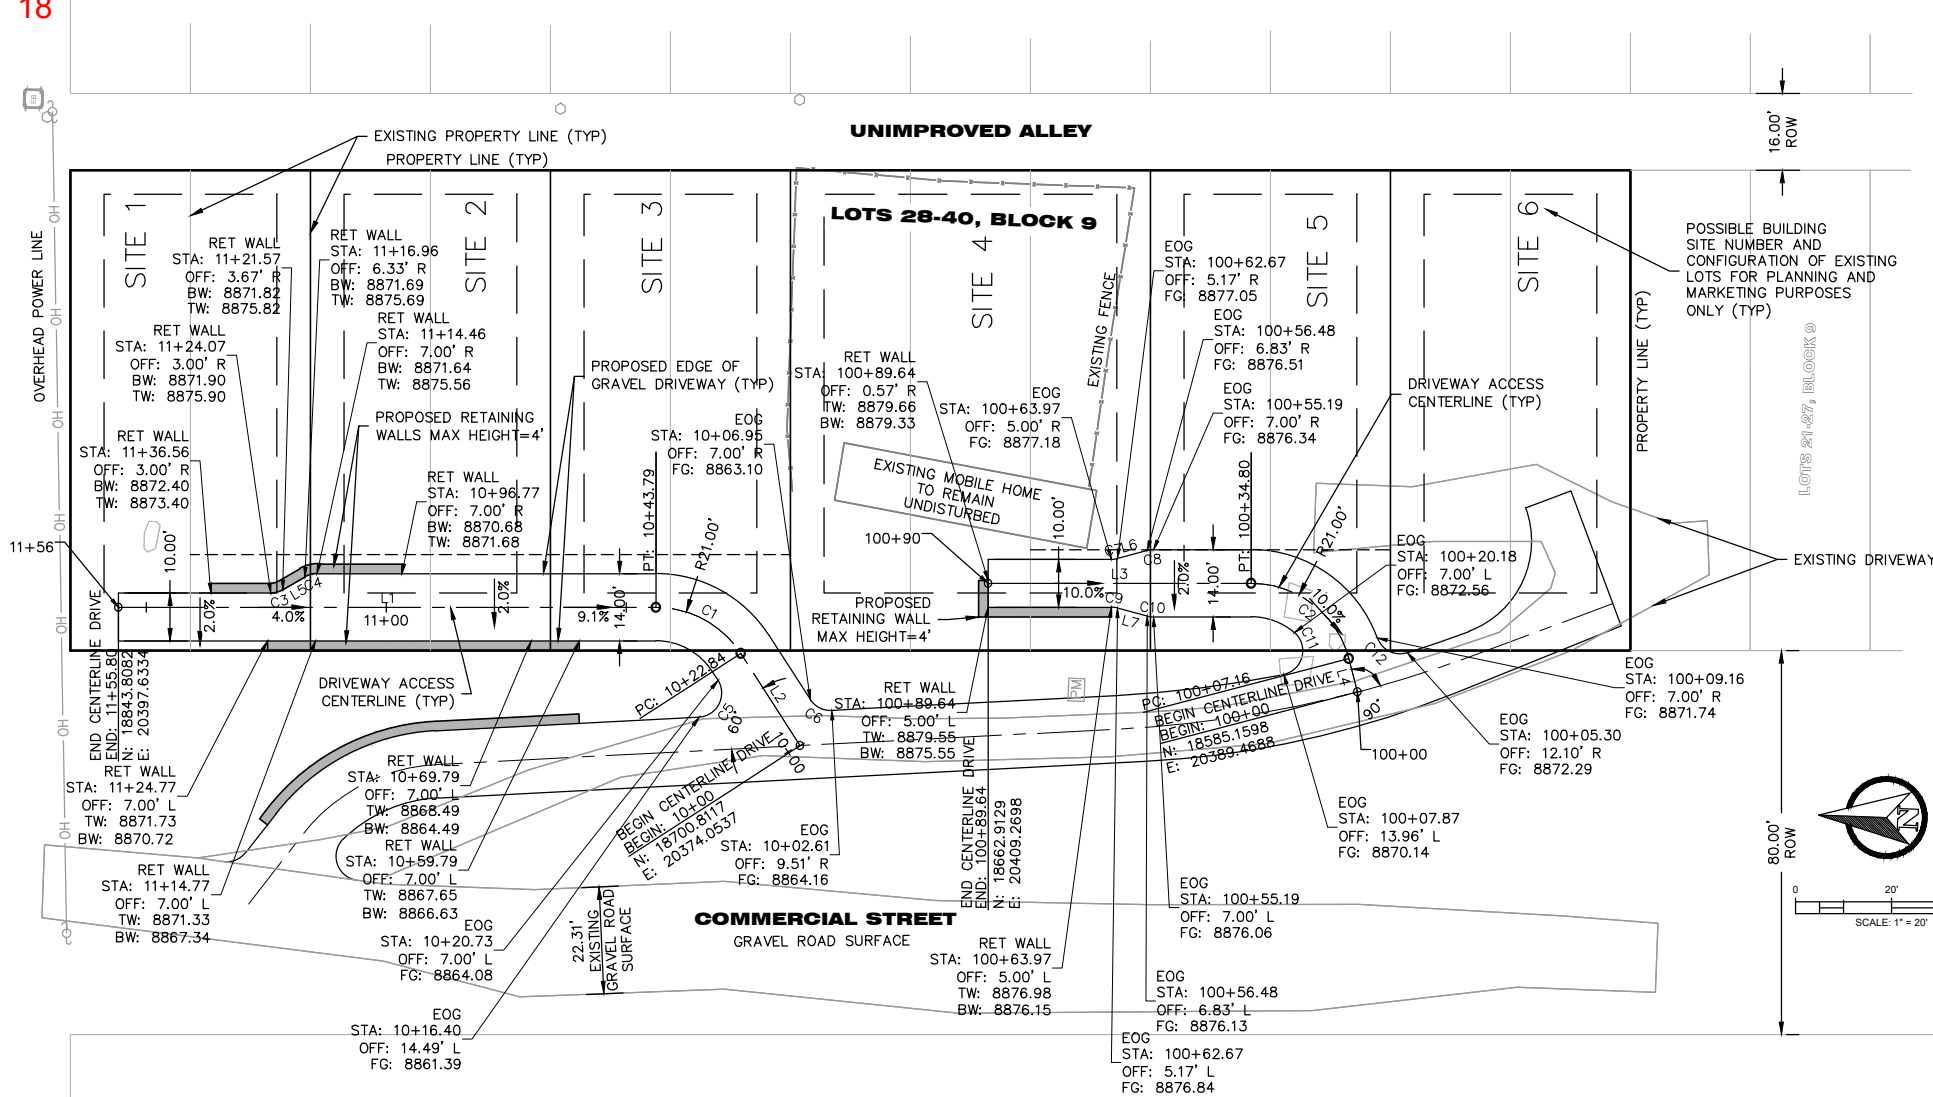 18
EB
UNIMPROVED ALLEY
16.00'
ROW
EXISTING PROPERTY LINE (TYP)
PROPERTY LINE (TYP)
OVERHEAD POWER LINE
OH
OH
OH
OH
OH
OH
OH
SITE 1
SITE 2
SITE 3
SITE 4
SITE 5
SITE 6
LOTS 28-40, BLOCK 9
RET WALL
STA: 11+21.57
OFF: 3.67' R
BW: 8871.82
TW: 8875.82
RET WALL
STA: 11+16.96
OFF: 6.33' R
BW: 8871.69
TW: 8875.69
RET WALL
STA: 11+24.07
OFF: 3.00' R
BW: 8871.90
TW: 8875.90
RET WALL
STA: 11+14.46
OFF: 7.00' R
BW: 8871.64
TW: 8875.56
RET WALL
STA: 11+36.56
OFF: 3.00' R
BW: 8872.40
TW: 8873.40
PROPOSED RETAINING
WALLS MAX HEIGHT=4'
PROPOSED EDGE OF
GRAVEL DRIVEWAY (TYP)
RET WALL
STA: 10+96.77
OFF: 7.00' R
BW: 8870.68
TW: 8871.68
EOG
STA: 10+06.95
OFF: 7.00' R
FG: 8863.10
RET WALL
STA: 100+89.64
OFF: 0.57' R
TW: 8879.66
BW: 8879.33
EOG
STA: 100+63.97
OFF: 5.00' R
FG: 8877.18
EXISTING FENCE
EOG
STA: 100+62.67
OFF: 5.17' R
FG: 8877.05
EOG
STA: 100+56.48
OFF: 6.83' R
FG: 8876.51
EOG
STA: 100+55.19
OFF: 7.00' R
FG: 8876.34
DRIVEWAY ACCESS
CENTERLINE (TYP)
POSSIBLE BUILDING
SITE NUMBER AND
CONFIGURATION OF EXISTING
LOTS FOR PLANNING AND
MARKETING PURPOSES
ONLY (TYP)
PROPERTY LINE (TYP)
LOTS 21-27, BLOCK 9
EXISTING MOBILE HOME
TO REMAIN
UNDISTURBED
EXISTING DRIVEWAY
11+56
10.00'
2.0%
C3
L5
C4
4.0%
L1
11+00
2.0%
9.1%
14.00'
PT: 10+43.79
R21.00'
C1
PC: 10+22.84
L2
60°
C5
C6
10+00
100+90
10.00'
C7
L6
C8
L3
10.0%
C9
C10
L7
2.0%
14.00'
PT: 100+34.80
R21.00'
C2
10.0%
C11
C12
L4
90°
100+00
EOG
STA: 100+20.18
OFF: 7.00' L
FG: 8872.56
PROPOSED
RETAINING WALL
MAX HEIGHT=4'
END CENTERLINE DRIVE
END: 11+55.80
N: 18843.8082
E: 20397.6334
DRIVEWAY ACCESS
CENTERLINE (TYP)
RET WALL
STA: 100+89.64
OFF: 5.00' L
TW: 8879.55
BW: 8875.55
PM
PC: 100+07.16
BEGIN CENTERLINE DRIVE
BEGIN: 100+00
N: 18585.1598
E: 20389.4688
EOG
STA: 100+09.16
OFF: 7.00' R
FG: 8871.74
EOG
STA: 100+05.30
OFF: 12.10' R
FG: 8872.29
RET WALL
STA: 11+24.77
OFF: 7.00' L
TW: 8871.73
BW: 8870.72
RET WALL
STA: 10+69.79
OFF: 7.00' L
TW: 8868.49
BW: 8864.49
BEGIN CENTERLINE DRIVE
BEGIN: 10+00
N: 18700.8117
E: 20374.0537
EOG
STA: 10+02.61
OFF: 9.51' R
FG: 8864.16
END CENTERLINE DRIVE
END: 100+89.64
N: 18662.9129
E: 20409.2698
EOG
STA: 100+07.87
OFF: 13.96' L
FG: 8870.14
RET WALL
STA: 11+14.77
OFF: 7.00' L
TW: 8871.33
BW: 8867.34
RET WALL
STA: 10+59.79
OFF: 7.00' L
TW: 8867.65
BW: 8866.63
EOG
STA: 10+20.73
OFF: 7.00' L
FG: 8864.08
22.31'
EXISTING
GRAVEL ROAD
SURFACE
COMMERCIAL STREET
GRAVEL ROAD SURFACE
EOG
STA: 100+55.19
OFF: 7.00' L
FG: 8876.06
RET WALL
STA: 100+63.97
OFF: 5.00' L
TW: 8876.98
BW: 8876.15
EOG
STA: 100+56.48
OFF: 6.83' L
FG: 8876.13
EOG
STA: 10+16.40
OFF: 14.49' L
FG: 8861.39
EOG
STA: 100+62.67
OFF: 5.17' L
FG: 8876.84
80.00'
ROW
N
0 20'
SCALE: 1" = 20'